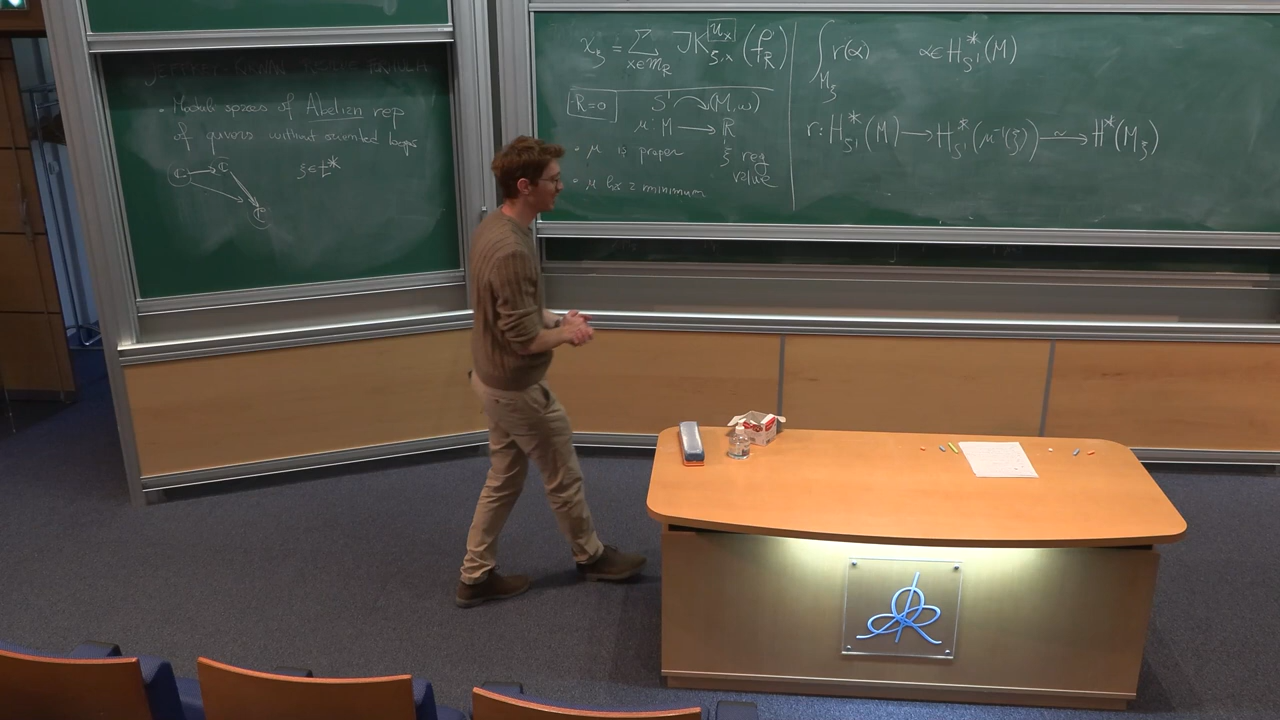 JEFFREY-KIRWAN RESIDUE FORMULA
• Moduli spaces of Abelian rep
of quivers without oriented loops
ℂ → ℂ
ℂ
ξ ∈ t*
χ_ξ = Σ_{x∈M_R} JK^{u_x}_{ξ,x} (f_R)
R=0 S¹ ↷ (M,ω)
μ: M → ℝ
• μ is proper ξ reg
value
• μ has a minimum
∫_{M_ξ} r(α) α∈H*_{S¹}(M)
r: H*_{S¹}(M) → H*_{S¹}(μ⁻¹(ξ)) ⥲ H*(M_ξ)